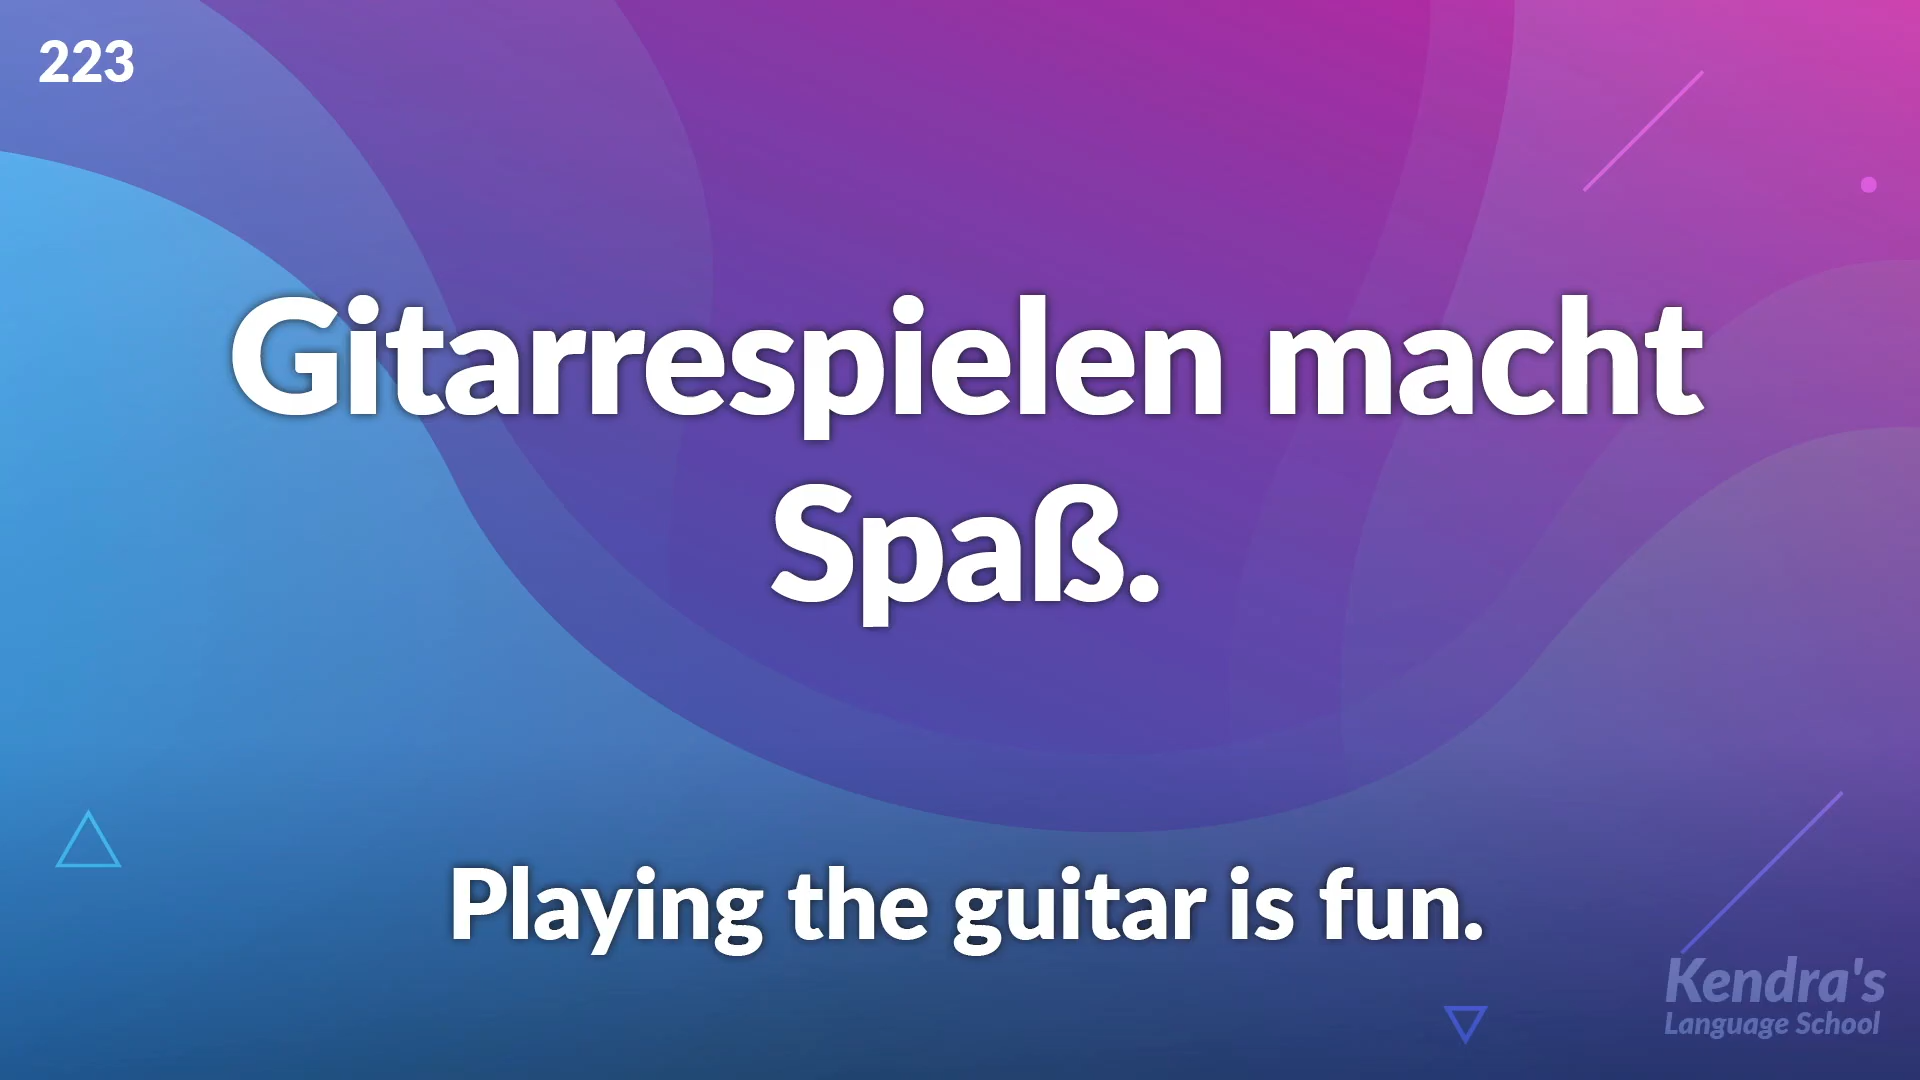 223
Gitarrespielen macht
Spaß.
Playing the guitar is fun.
Kendra's
Language School